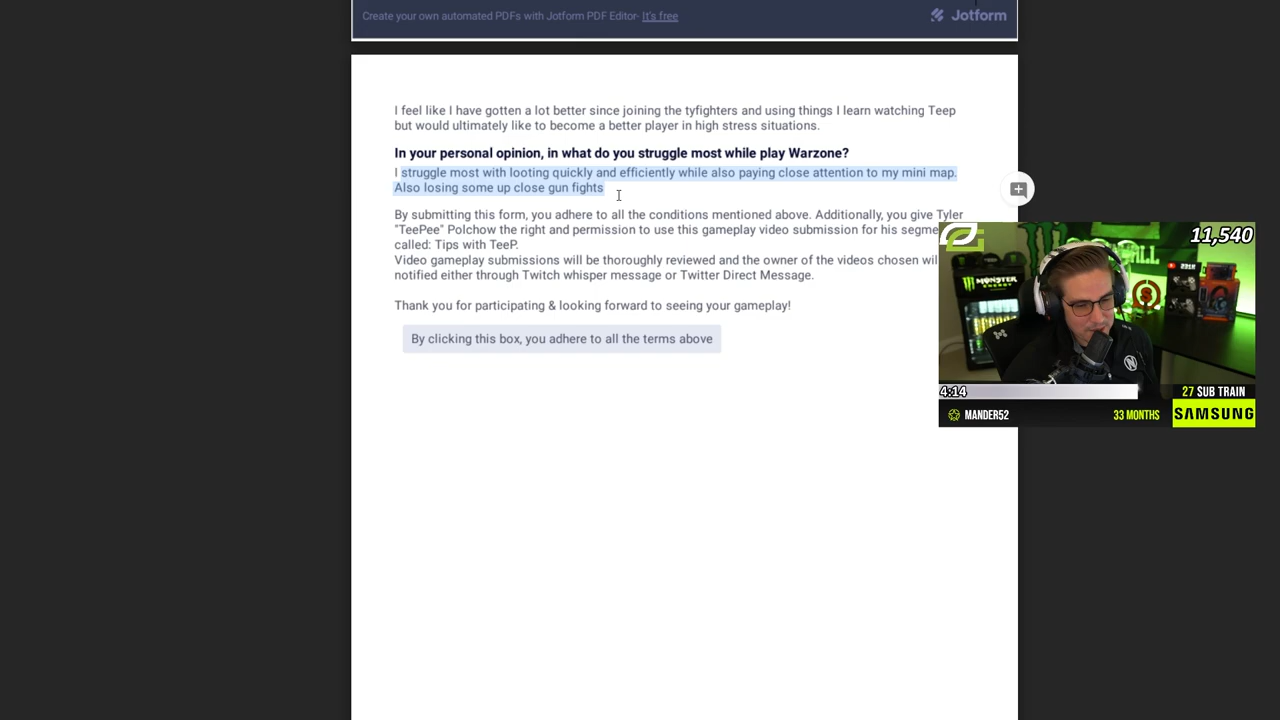 Create your own automated PDFs with Jotform PDF Editor- It's free
Jotform
I feel like I have gotten a lot better since joining the tyfighters and using things I learn watching Teep
but would ultimately like to become a better player in high stress situations.
In your personal opinion, in what do you struggle most while play Warzone?
I struggle most with looting quickly and efficiently while also paying close attention to my mini map.
Also losing some up close gun fights
By submitting this form, you adhere to all the conditions mentioned above. Additionally, you give Tyler
"TeePee" Polchow the right and permission to use this gameplay video submission for his segme
called: Tips with TeeP.
Video gameplay submissions will be thoroughly reviewed and the owner of the videos chosen wil
notified either through Twitch whisper message or Twitter Direct Message.
Thank you for participating & looking forward to seeing your gameplay!
By clicking this box, you adhere to all the terms above
11,540
MONSTER
ENERGY
4:14
27 SUB TRAIN
MANDER52
33 MONTHS
SAMSUNG